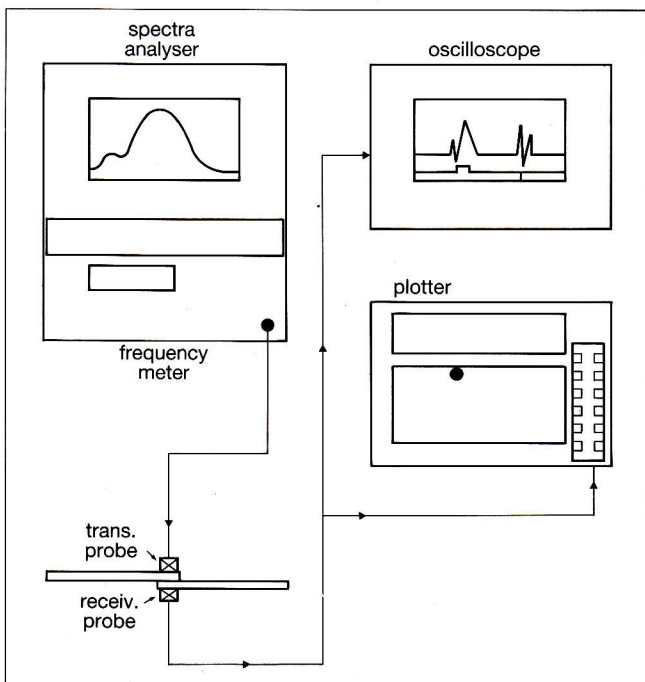 spectra
analyser
oscilloscope
plotter
frequency
meter
trans.
probe
receiv.
probe